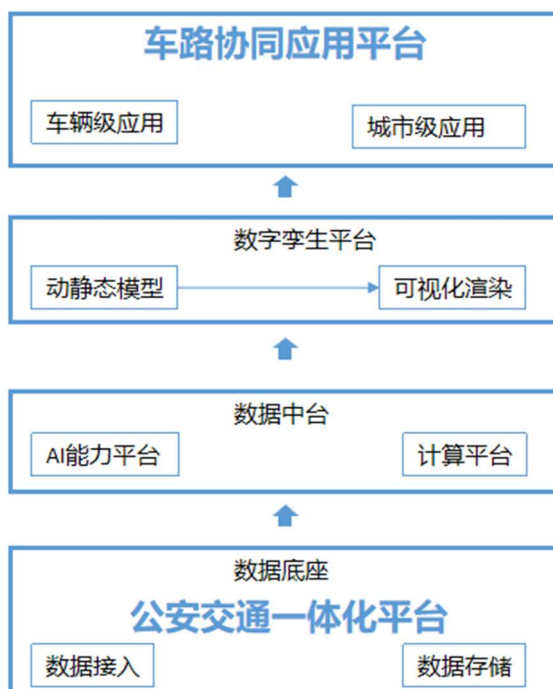 车路协同应用平台
车辆级应用
城市级应用
数字孪生平台
动静态模型
可视化渲染
数据中台
AI能力平台
计算平台
数据底座
公安交通一体化平台
数据接入
数据存储